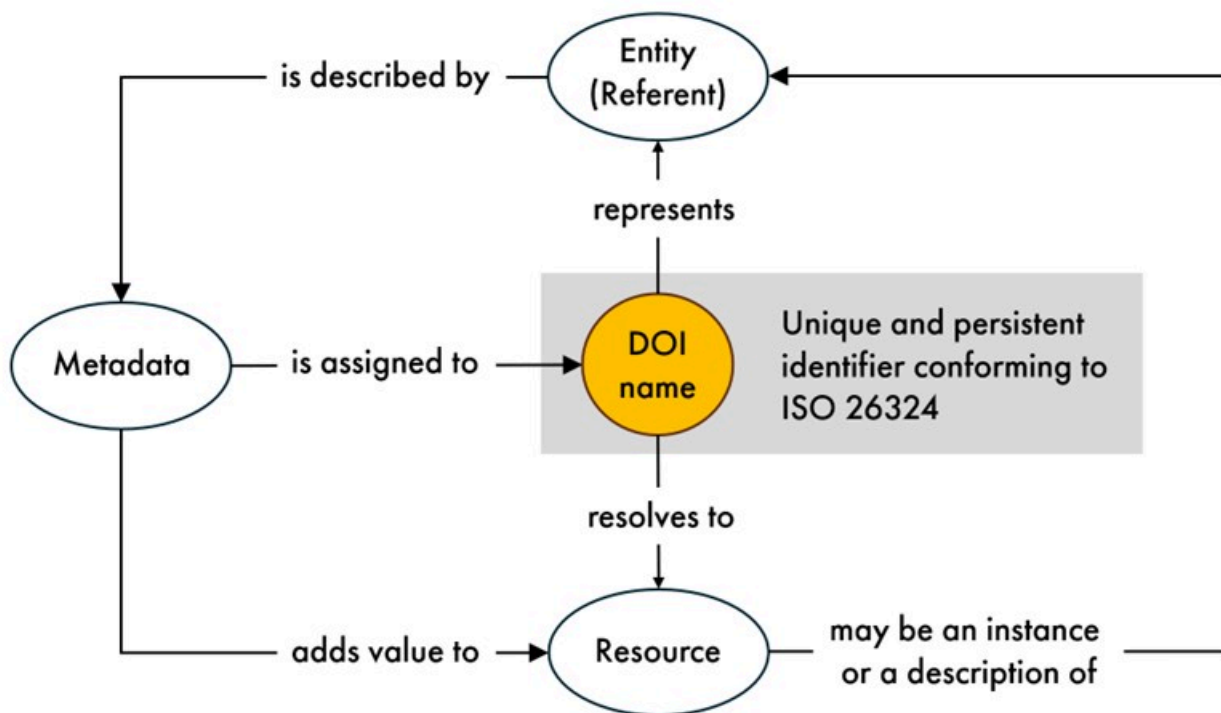 Entity
(Referent)
is described by
represents
Metadata
is assigned to
DOI
name
Unique and persistent
identifier conforming to
ISO 26324
resolves to
adds value to
Resource
may be an instance
or a description of